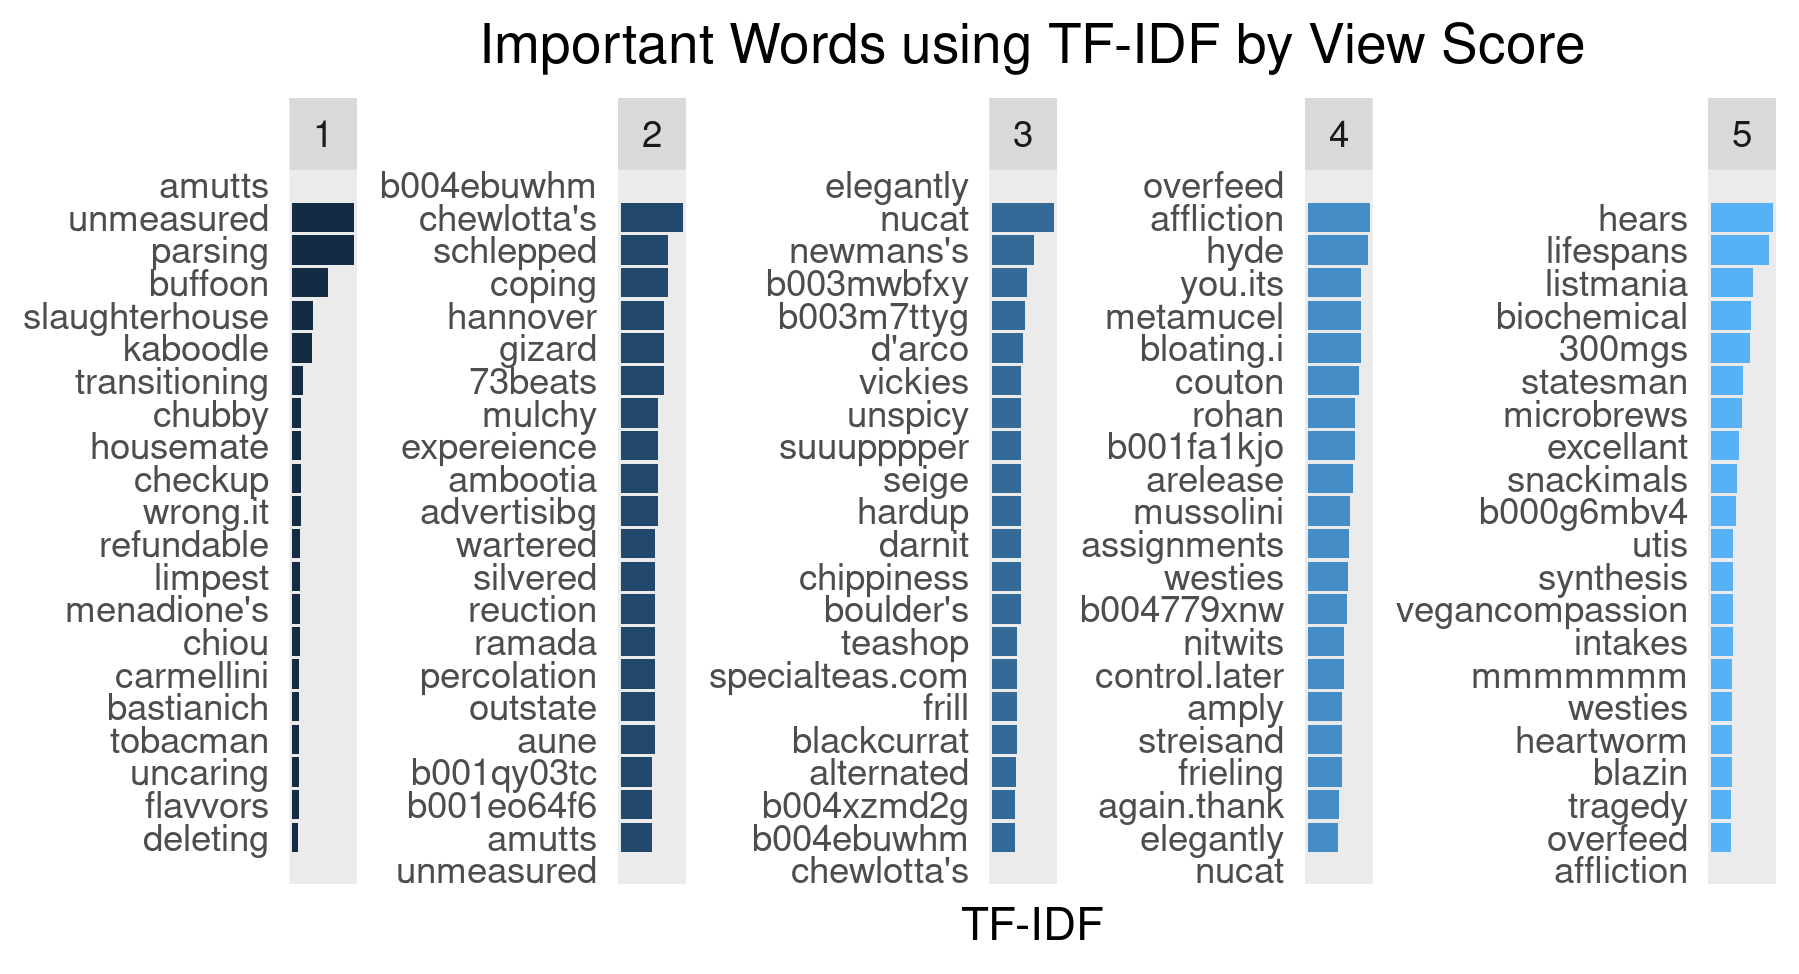 Important Words using TF-IDF by View Score
1
amutts
unmeasured
parsing
buffoon
slaughterhouse
kaboodle
transitioning
chubby
housemate
checkup
wrong.it
refundable
limpest
menadione's
chiou
carmellini
bastianich
tobacman
uncaring
flavvors
deleting
2
b004ebuwhm
chewlotta's
schlepped
coping
hannover
gizard
73beats
mulchy
expereience
ambootia
advertisibg
wartered
silvered
reuction
ramada
percolation
outstate
aune
b001qy03tc
b001eo64f6
amutts
unmeasured
3
elegantly
nucat
newmans's
b003mwbfxy
b003m7ttyg
d'arco
vickies
unspicy
suuupppper
seige
hardup
darnit
chippiness
boulder's
teashop
specialteas.com
frill
blackcurrat
alternated
b004xzmd2g
b004ebuwhm
chewlotta's
4
overfeed
affliction
hyde
you.its
metamucel
bloating.i
couton
rohan
b001fa1kjo
arelease
mussolini
assignments
westies
b004779xnw
nitwits
control.later
amply
streisand
frieling
again.thank
elegantly
nucat
5
hears
lifespans
listmania
biochemical
300mgs
statesman
microbrews
excellant
snackimals
b000g6mbv4
utis
synthesis
vegancompassion
intakes
mmmmmmm
westies
heartworm
blazin
tragedy
overfeed
affliction
TF-IDF